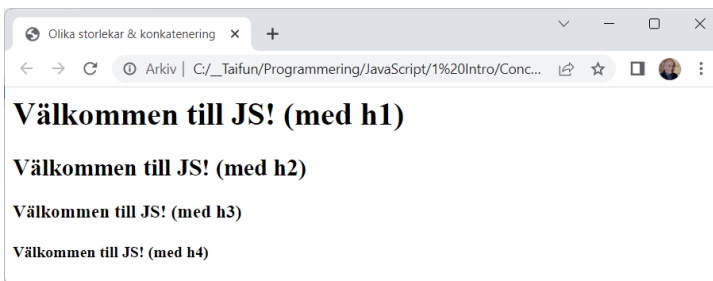 Olika storlekar & konkatenering
Arkiv | C:/__Taifun/Programmering/JavaScript/1%20Intro/Conc...
Välkommen till JS! (med h1)
Välkommen till JS! (med h2)
Välkommen till JS! (med h3)
Välkommen till JS! (med h4)